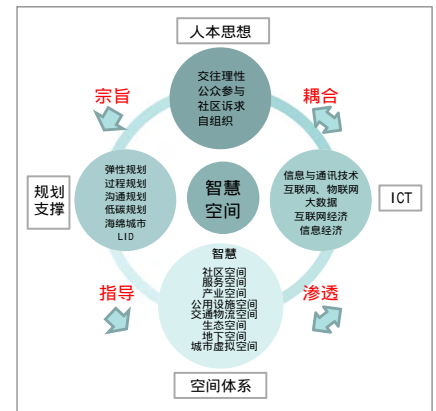 人本思想
交往理性
公众参与
社区诉求
自组织
宗旨
耦合
规划
支撑
弹性规划
过程规划
沟通规划
低碳规划
海绵城市
LID
智慧
空间
信息与通讯技术
互联网、物联网
大数据
互联网经济
信息经济
ICT
智慧
社区空间
服务空间
产业空间
公用设施空间
交通物流空间
生态空间
地下空间
城市虚拟空间
指导
渗透
空间体系